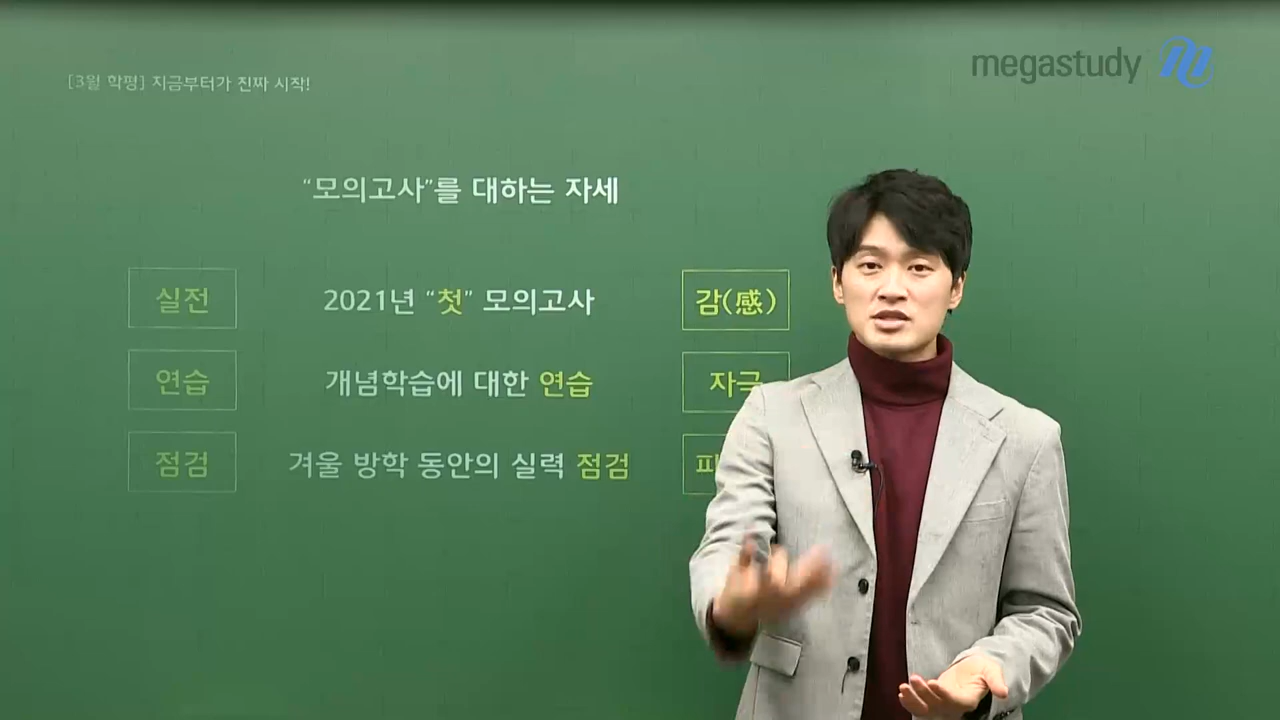 megastudy
[3월 학평] 지금부터가 진짜 시작!
“모의고사”를 대하는 자세
실전 2021년 “첫” 모의고사 감(感)
연습 개념학습에 대한 연습 자극
점검 겨울 방학 동안의 실력 점검